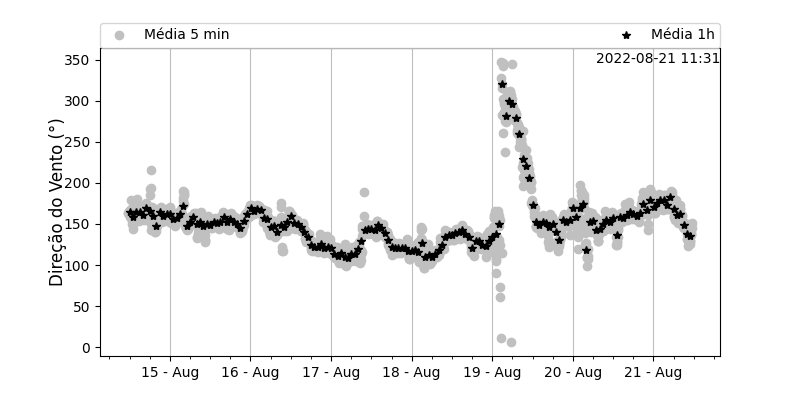 Média 5 min
Média 1h
2022-08-21 11:31
Direção do Vento (°)
350
300
250
200
150
100
50
0
15 - Aug
16 - Aug
17 - Aug
18 - Aug
19 - Aug
20 - Aug
21 - Aug